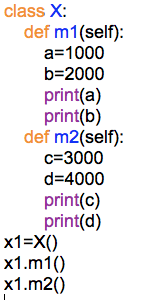 class X:
    def m1(self):
        a=1000
        b=2000
        print(a)
        print(b)
    def m2(self):
        c=3000
        d=4000
        print(c)
        print(d)
x1=X()
x1.m1()
x1.m2()